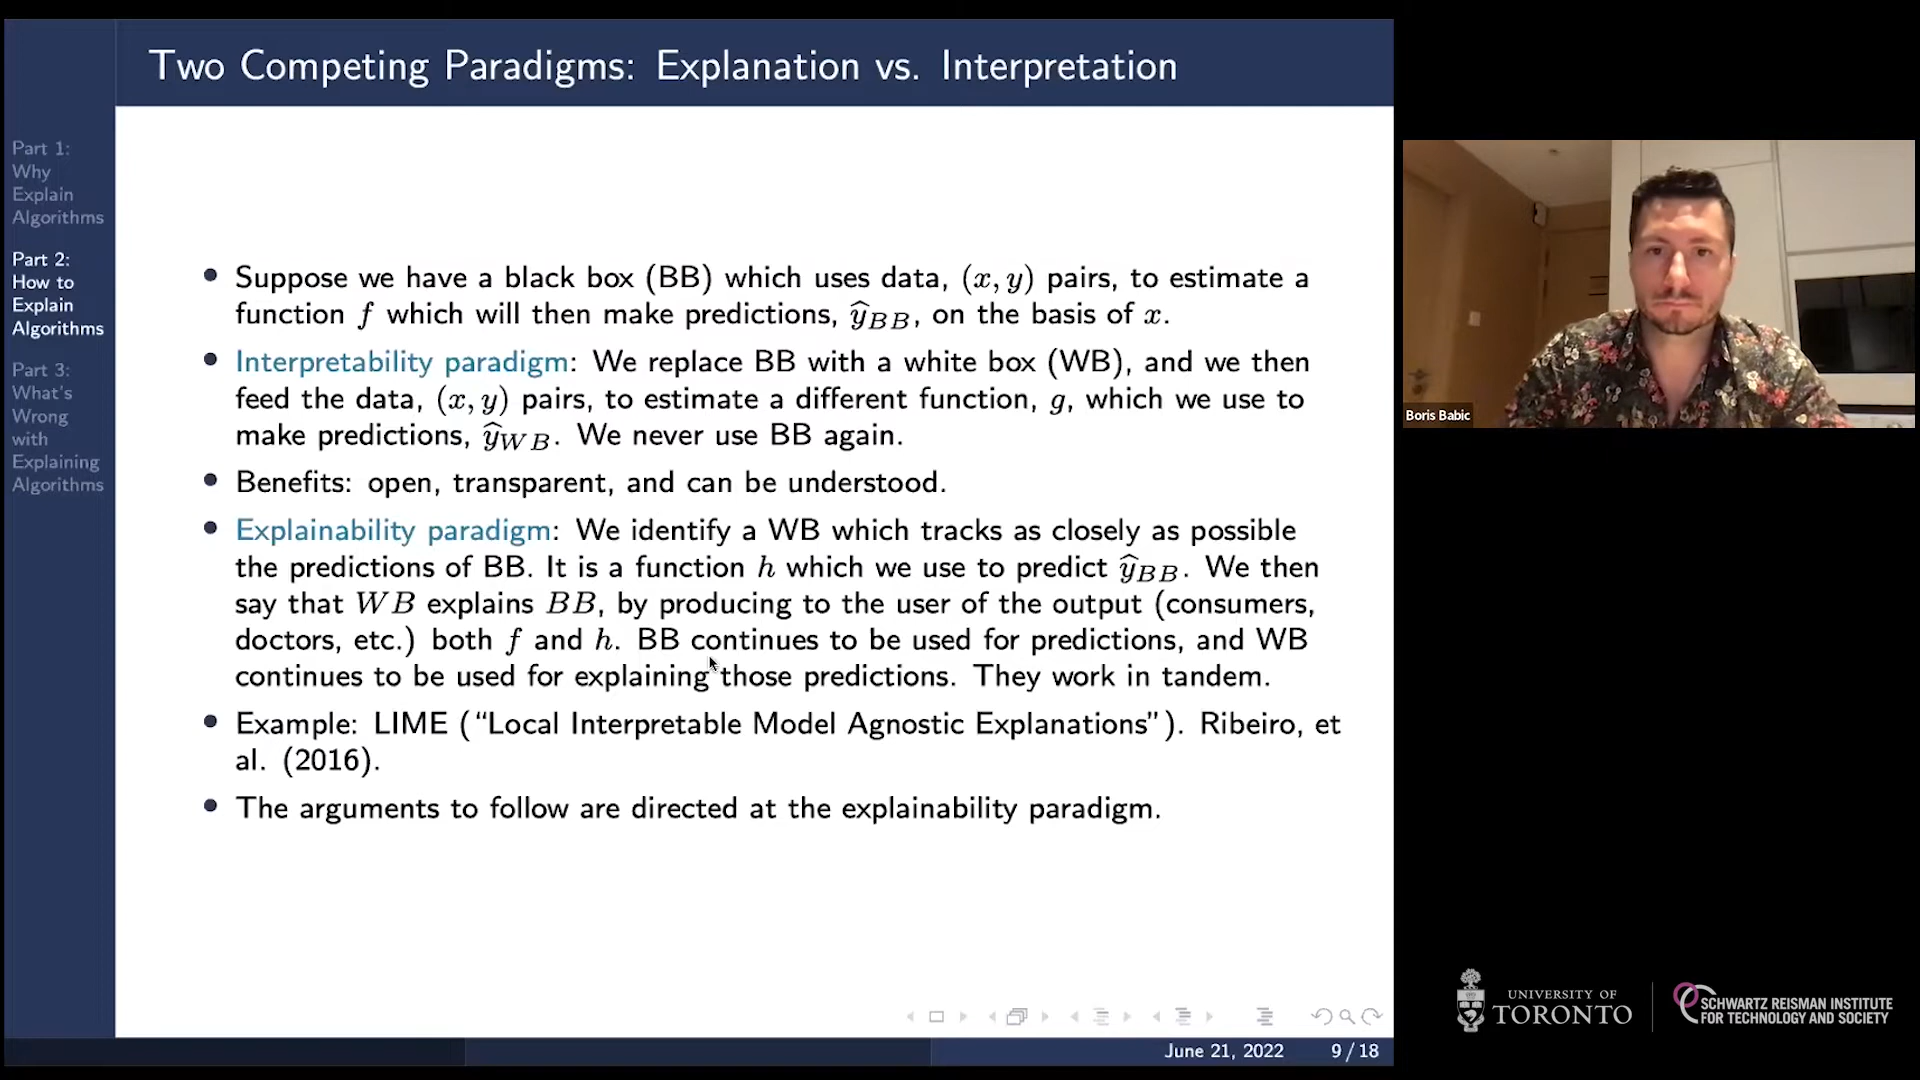 Two Competing Paradigms: Explanation vs. Interpretation
Part 1:
Why
Explain
Algorithms
Part 2:
How to
Explain
Algorithms
Part 3:
What's
Wrong
with
Explaining
Algorithms
• Suppose we have a black box (BB) which uses data, (x, y) pairs, to estimate a
function f which will then make predictions, ŷ_BB, on the basis of x.
• Interpretability paradigm: We replace BB with a white box (WB), and we then
feed the data, (x, y) pairs, to estimate a different function, g, which we use to
make predictions, ŷ_WB. We never use BB again.
• Benefits: open, transparent, and can be understood.
• Explainability paradigm: We identify a WB which tracks as closely as possible
the predictions of BB. It is a function h which we use to predict ŷ_BB. We then
say that WB explains BB, by producing to the user of the output (consumers,
doctors, etc.) both f and h. BB continues to be used for predictions, and WB
continues to be used for explaining those predictions. They work in tandem.
• Example: LIME (“Local Interpretable Model Agnostic Explanations”). Ribeiro, et
al. (2016).
• The arguments to follow are directed at the explainability paradigm.
June 21, 2022 9 / 18
Boris Babic
UNIVERSITY OF
TORONTO
SCHWARTZ REISMAN INSTITUTE
FOR TECHNOLOGY AND SOCIETY